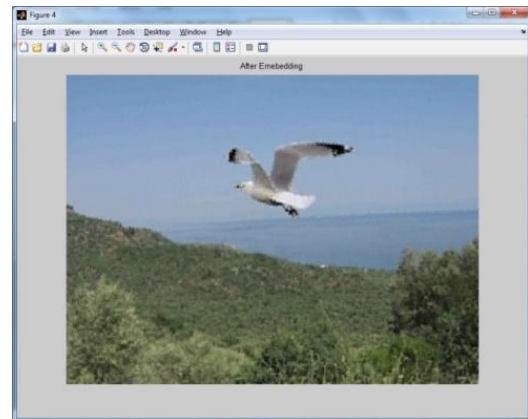 Figure 4
File Edit View Insert Tools Desktop Window Help
After Emebedding